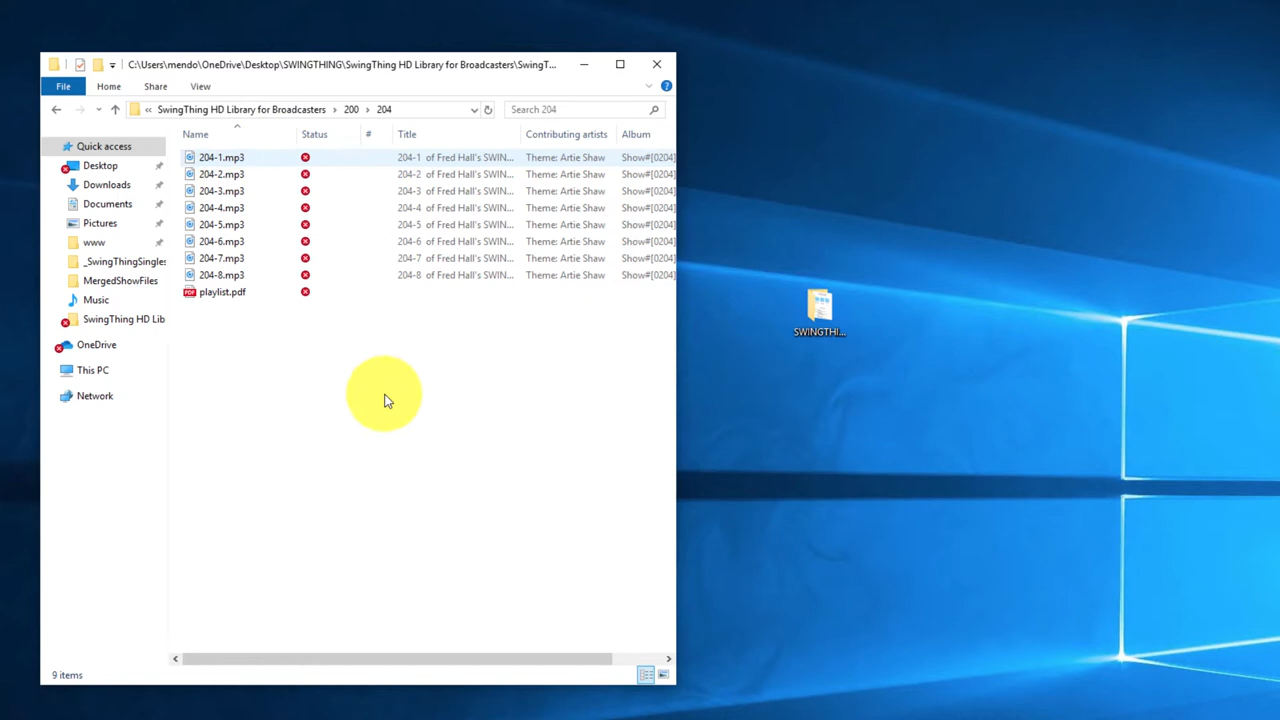 C:\Users\mendo\OneDrive\Desktop\SWINGTHING\SwingThing HD Library for Broadcasters\SwingT...
File Home Share View
« SwingThing HD Library for Broadcasters > 200 > 204
Search 204
Name Status # Title Contributing artists Album
Quick access
Desktop
Downloads
Documents
Pictures
www
_SwingThingSingles
MergedShowFiles
Music
SwingThing HD Lib
OneDrive
This PC
Network
204-1.mp3 204-1 of Fred Hall's SWIN... Theme: Artie Shaw Show#[0204]
204-2.mp3 204-2 of Fred Hall's SWIN... Theme: Artie Shaw Show#[0204]
204-3.mp3 204-3 of Fred Hall's SWIN... Theme: Artie Shaw Show#[0204]
204-4.mp3 204-4 of Fred Hall's SWIN... Theme: Artie Shaw Show#[0204]
204-5.mp3 204-5 of Fred Hall's SWIN... Theme: Artie Shaw Show#[0204]
204-6.mp3 204-6 of Fred Hall's SWIN... Theme: Artie Shaw Show#[0204]
204-7.mp3 204-7 of Fred Hall's SWIN... Theme: Artie Shaw Show#[0204]
204-8.mp3 204-8 of Fred Hall's SWIN... Theme: Artie Shaw Show#[0204]
PDF playlist.pdf
9 items
SWINGTHI...